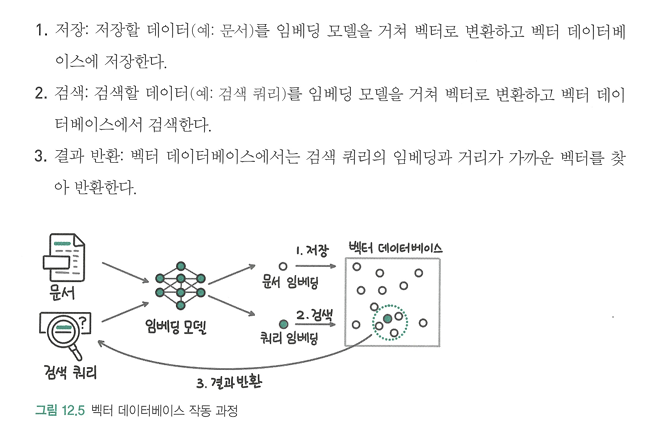 1. 저장: 저장할 데이터(예: 문서)를 임베딩 모델을 거쳐 벡터로 변환하고 벡터 데이터베
이스에 저장한다.
2. 검색: 검색할 데이터(예: 검색 쿼리)를 임베딩 모델을 거쳐 벡터로 변환하고 벡터 데이
터베이스에서 검색한다.
3. 결과 반환: 벡터 데이터베이스에서는 검색 쿼리의 임베딩과 거리가 가까운 벡터를 찾
아 반환한다.
문서
검색 쿼리
?
임베딩 모델
1. 저장
문서 임베딩
2. 검색
쿼리 임베딩
벡터 데이터베이스
3. 결과반환
그림 12.5 벡터 데이터베이스 작동 과정